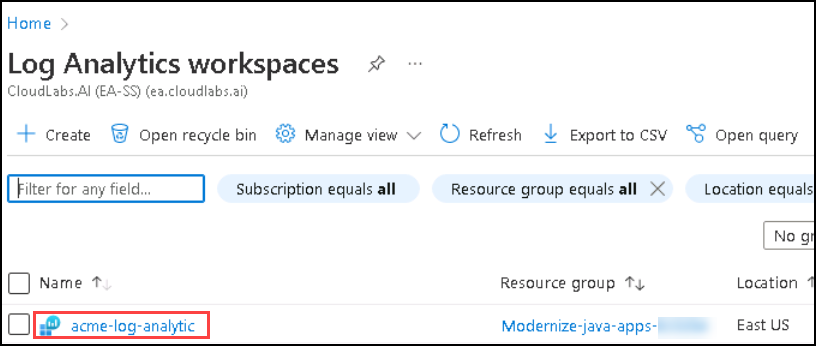 Home >
Log Analytics workspaces ...
CloudLabs.AI (EA-SS) (ea.cloudlabs.ai)
+ Create Open recycle bin Manage view Refresh Export to CSV Open query
Filter for any field... Subscription equals all Resource group equals all Location equals
No
Name ↑↓ Resource group ↑↓ Location
acme-log-analytic Modernize-java-apps- East US